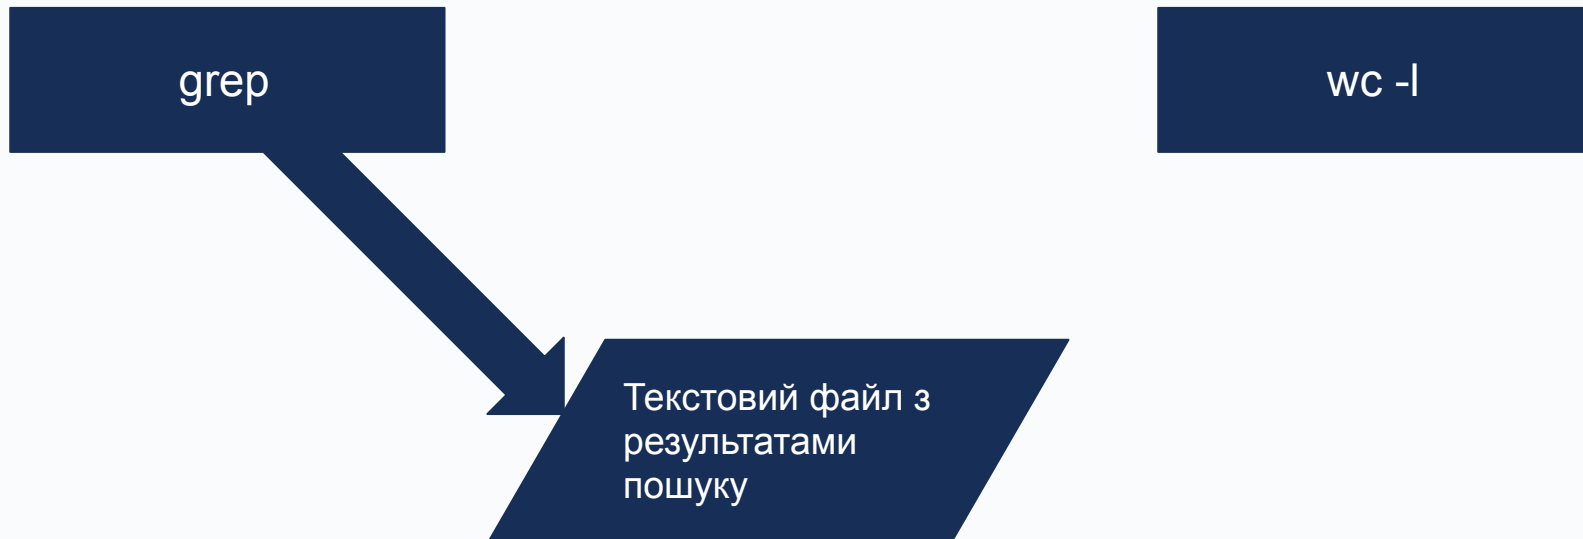 grep
wc -l
Текстовий файл з
результатами
пошуку